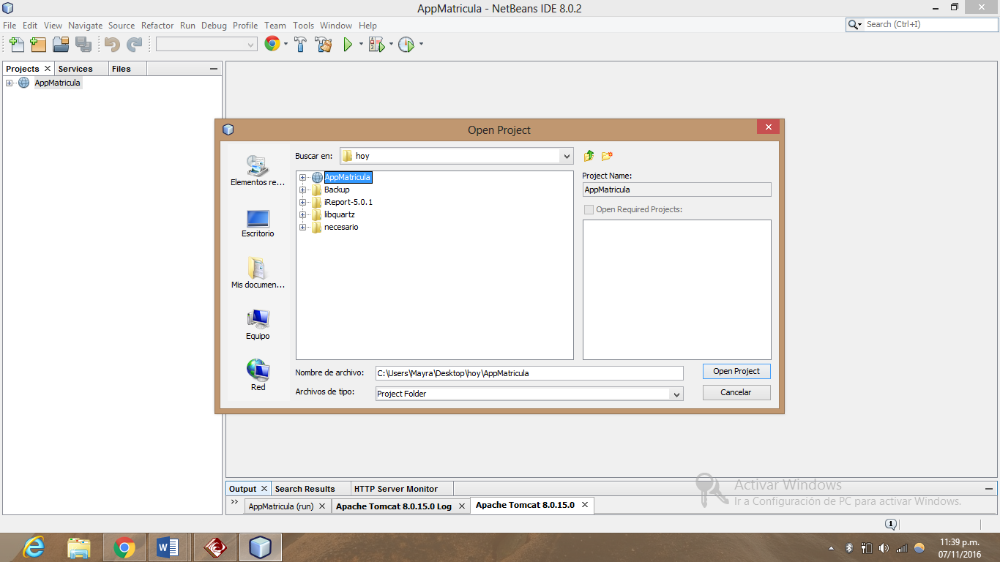 AppMatricula - NetBeans IDE 8.0.2
File Edit View Navigate Source Refactor Run Debug Profile Team Tools Window Help
Search (Ctrl+I)
Projects Services Files
AppMatricula
Open Project
Buscar en: hoy
Elementos re...
Escritorio
Mis documen...
Equipo
Red
AppMatricula
Backup
iReport-5.0.1
libquartz
necesario
Project Name:
AppMatricula
Open Required Projects:
Nombre de archivo: C:\Users\Mayra\Desktop\hoy\AppMatricula
Open Project
Archivos de tipo: Project Folder
Cancelar
Output Search Results HTTP Server Monitor
AppMatricula (run) Apache Tomcat 8.0.15.0 Log Apache Tomcat 8.0.15.0
Activar Windows
Ir a Configuración de PC para activar Windows.
1
11:39 p.m.
07/11/2016